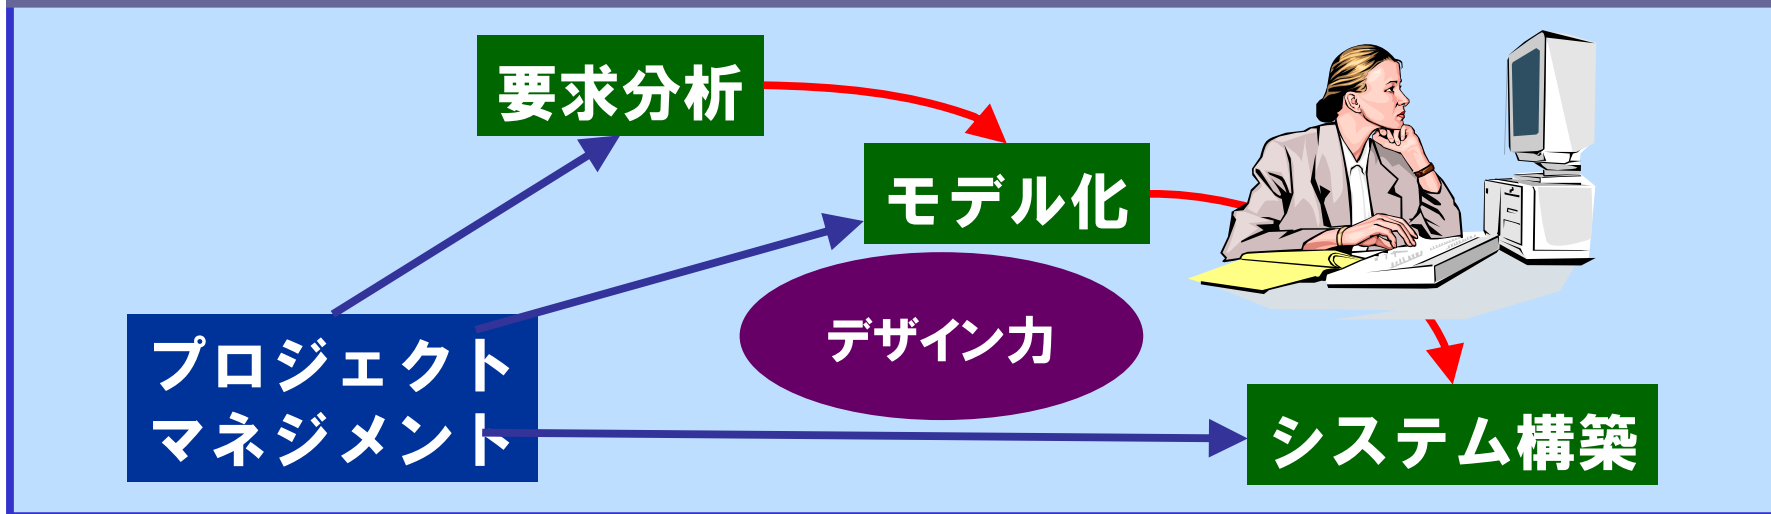 要求分析
モデル化
デザイン力
プロジェクト
マネジメント
システム構築